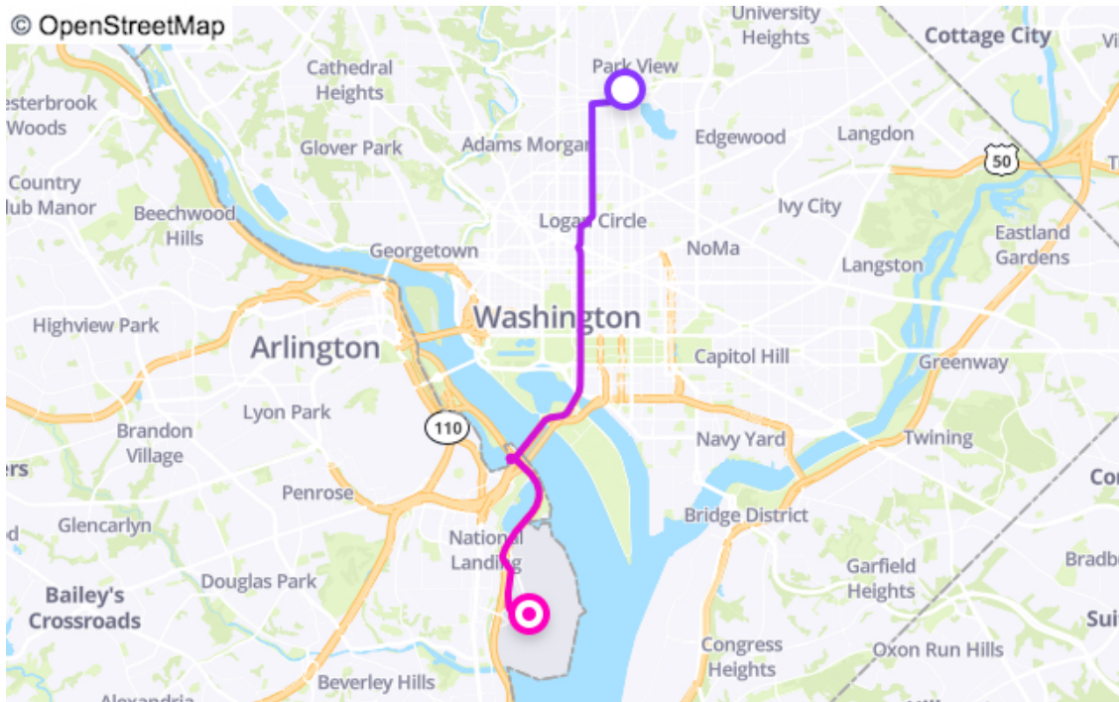 © OpenStreetMap
University
Heights
Cottage City
Park View
Cathedral
Heights
Woods
Edgewood
Langdon
Adams Morgan
Glover Park
50
Country
Ivy City
Beechwood
Hills
Logan Circle
Eastland
Gardens
NoMa
Georgetown
Langston
Washington
Highview Park
Arlington
Capitol Hill
Greenway
Lyon Park
110
Brandon
Village
Navy Yard
Twining
Penrose
Bridge District
Glencarlyn
National
Landing
Garfield
Heights
Douglas Park
Bailey's
Crossroads
Congress
Heights
Oxon Run Hills
Beverley Hills
Alexandria